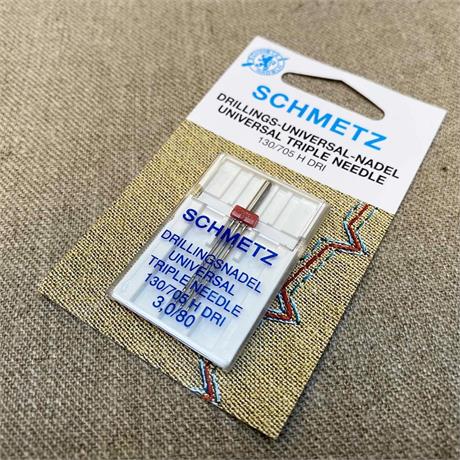 SCHMETZ
DRILLINGS-UNIVERSAL-NADEL
UNIVERSAL TRIPLE NEEDLE
130/705 H DRI
SCHMETZ
DRILLINGSNADEL
UNIVERSAL
TRIPLE NEEDLE
130/705 H DRI
3,0/80